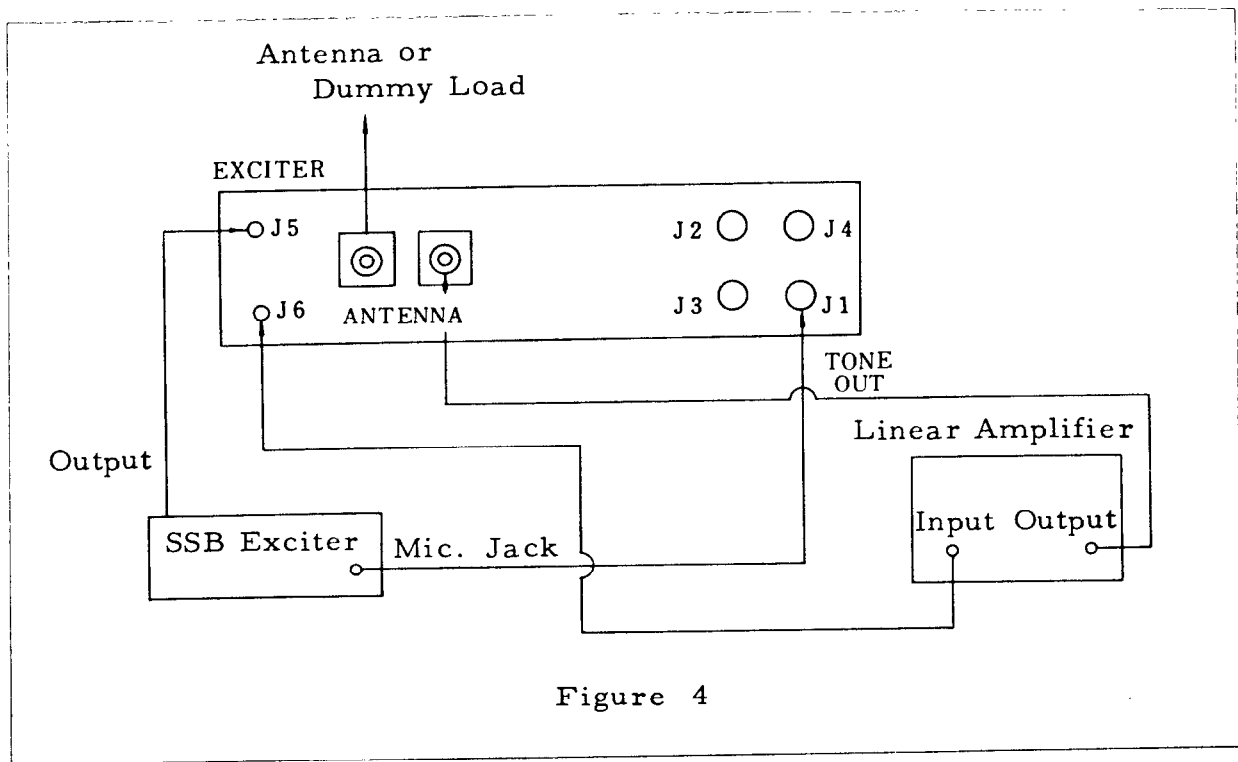 Antenna or
Dummy Load
EXCITER
J5
J2
J4
J6
ANTENNA
J3
J1
TONE
OUT
Linear Amplifier
Output
Input Output
SSB Exciter
Mic. Jack
Figure 4